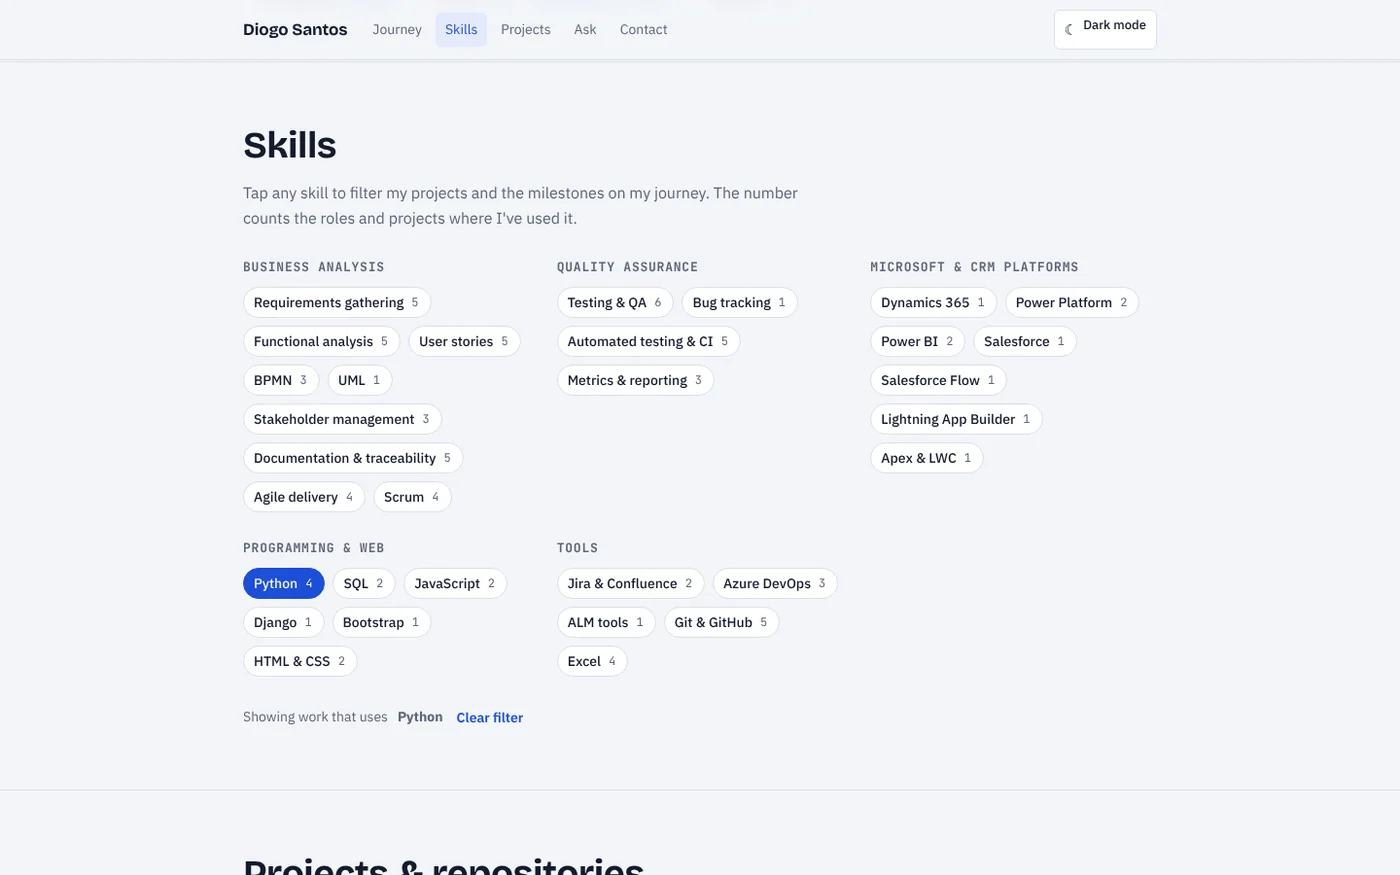 Diogo Santos Journey Skills Projects Ask Contact ☾ Dark mode
Skills
Tap any skill to filter my projects and the milestones on my journey. The number
counts the roles and projects where I've used it.
BUSINESS ANALYSIS
Requirements gathering 5
Functional analysis 5 User stories 5
BPMN 3 UML 1
Stakeholder management 3
Documentation & traceability 5
Agile delivery 4 Scrum 4
QUALITY ASSURANCE
Testing & QA 6 Bug tracking 1
Automated testing & CI 5
Metrics & reporting 3
MICROSOFT & CRM PLATFORMS
Dynamics 365 1 Power Platform 2
Power BI 2 Salesforce 1
Salesforce Flow 1
Lightning App Builder 1
Apex & LWC 1
PROGRAMMING & WEB
Python 4 SQL 2 JavaScript 2
Django 1 Bootstrap 1
HTML & CSS 2
TOOLS
Jira & Confluence 2 Azure DevOps 3
ALM tools 1 Git & GitHub 5
Excel 4
Showing work that uses Python Clear filter
Projects & repositories